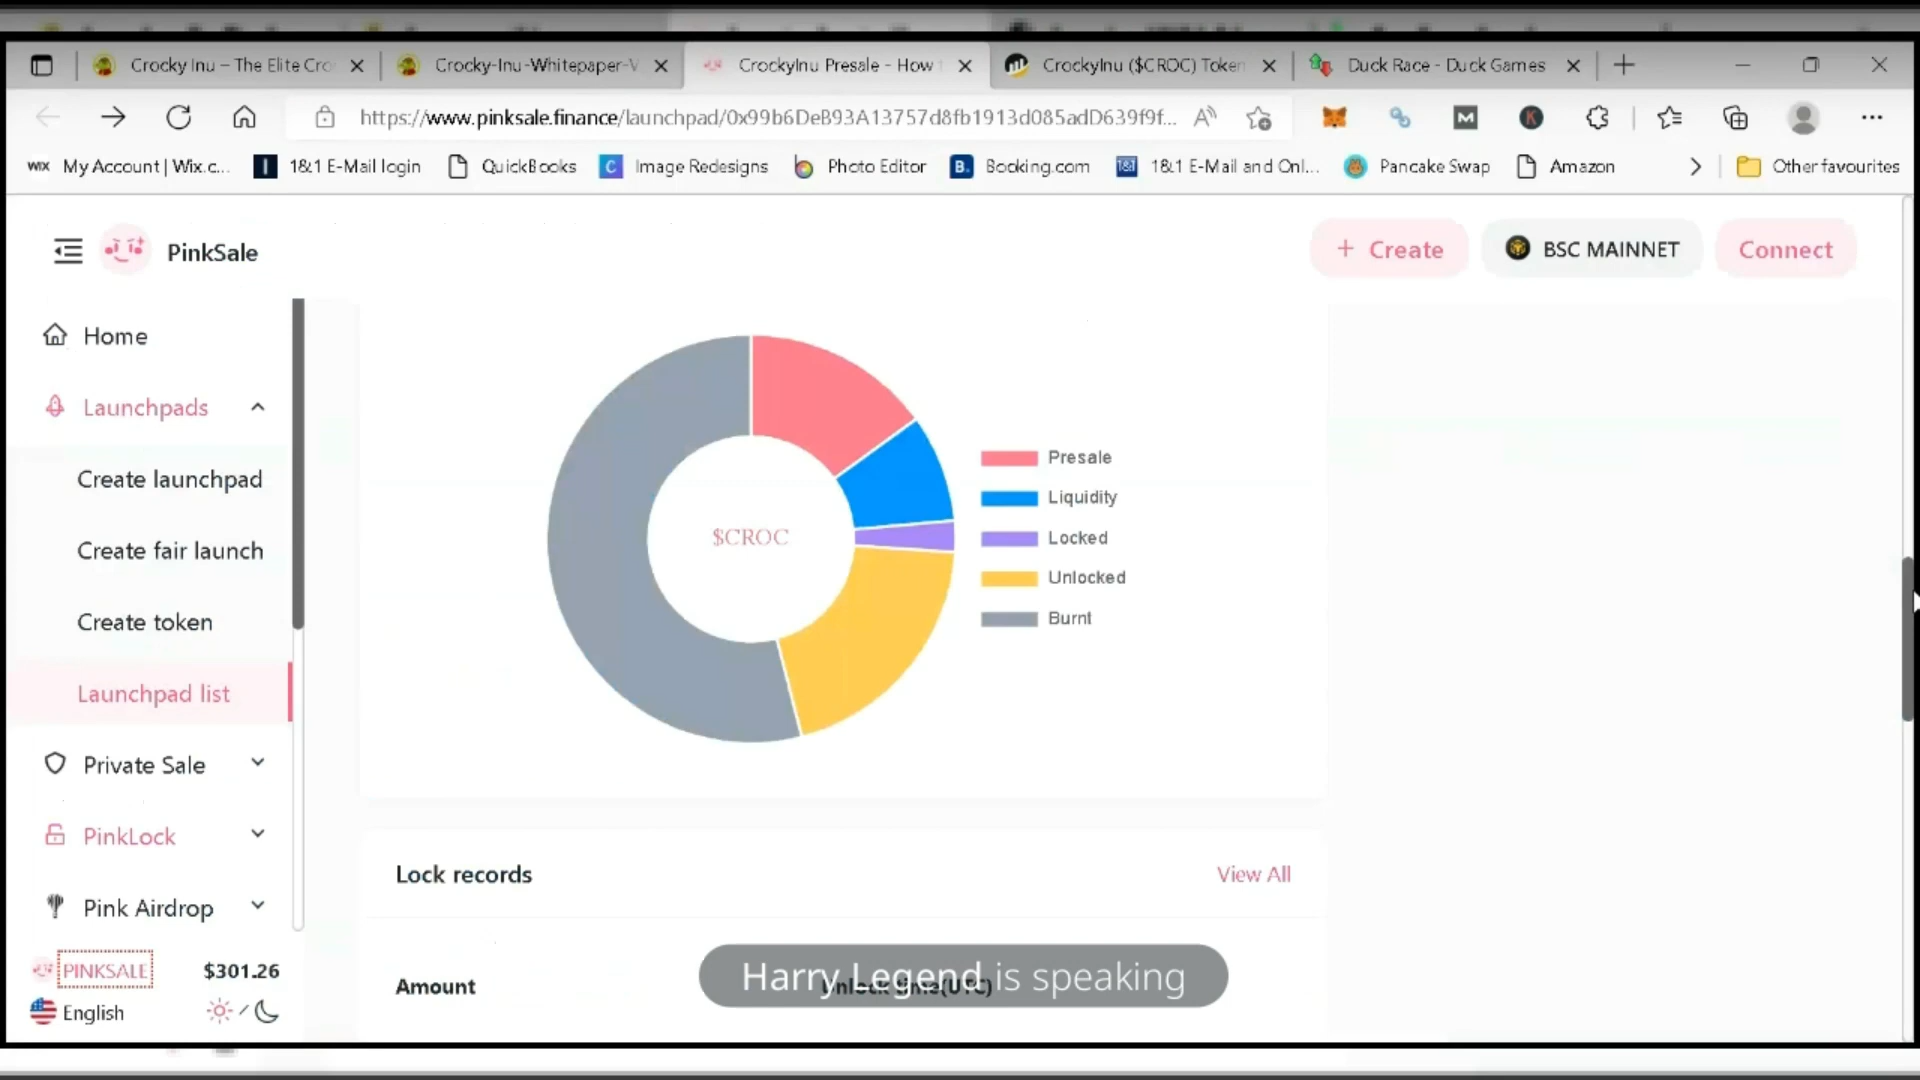 Crocky Inu – The Elite Cro
Crocky-Inu-Whitepaper-V
CrockyInu Presale - How t
CrockyInu ($CROC) Token
Duck Race - Duck Games
https://www.pinksale.finance/launchpad/0x99b6DeB93A13757d8fb1913d085adD639f9f...
WIX My Account | Wix.c...
1&1 E-Mail login
QuickBooks
Image Redesigns
Photo Editor
Booking.com
1&1 E-Mail and Onl...
Pancake Swap
Amazon
Other favourites
PinkSale
+ Create
BSC MAINNET
Connect
Home
Launchpads
Create launchpad
Create fair launch
Create token
Launchpad list
Private Sale
PinkLock
Pink Airdrop
PINKSALE
$301.26
English
$CROC
Presale
Liquidity
Locked
Unlocked
Burnt
Lock records
View All
Amount
Unlock time(UTC)
Harry Legend is speaking